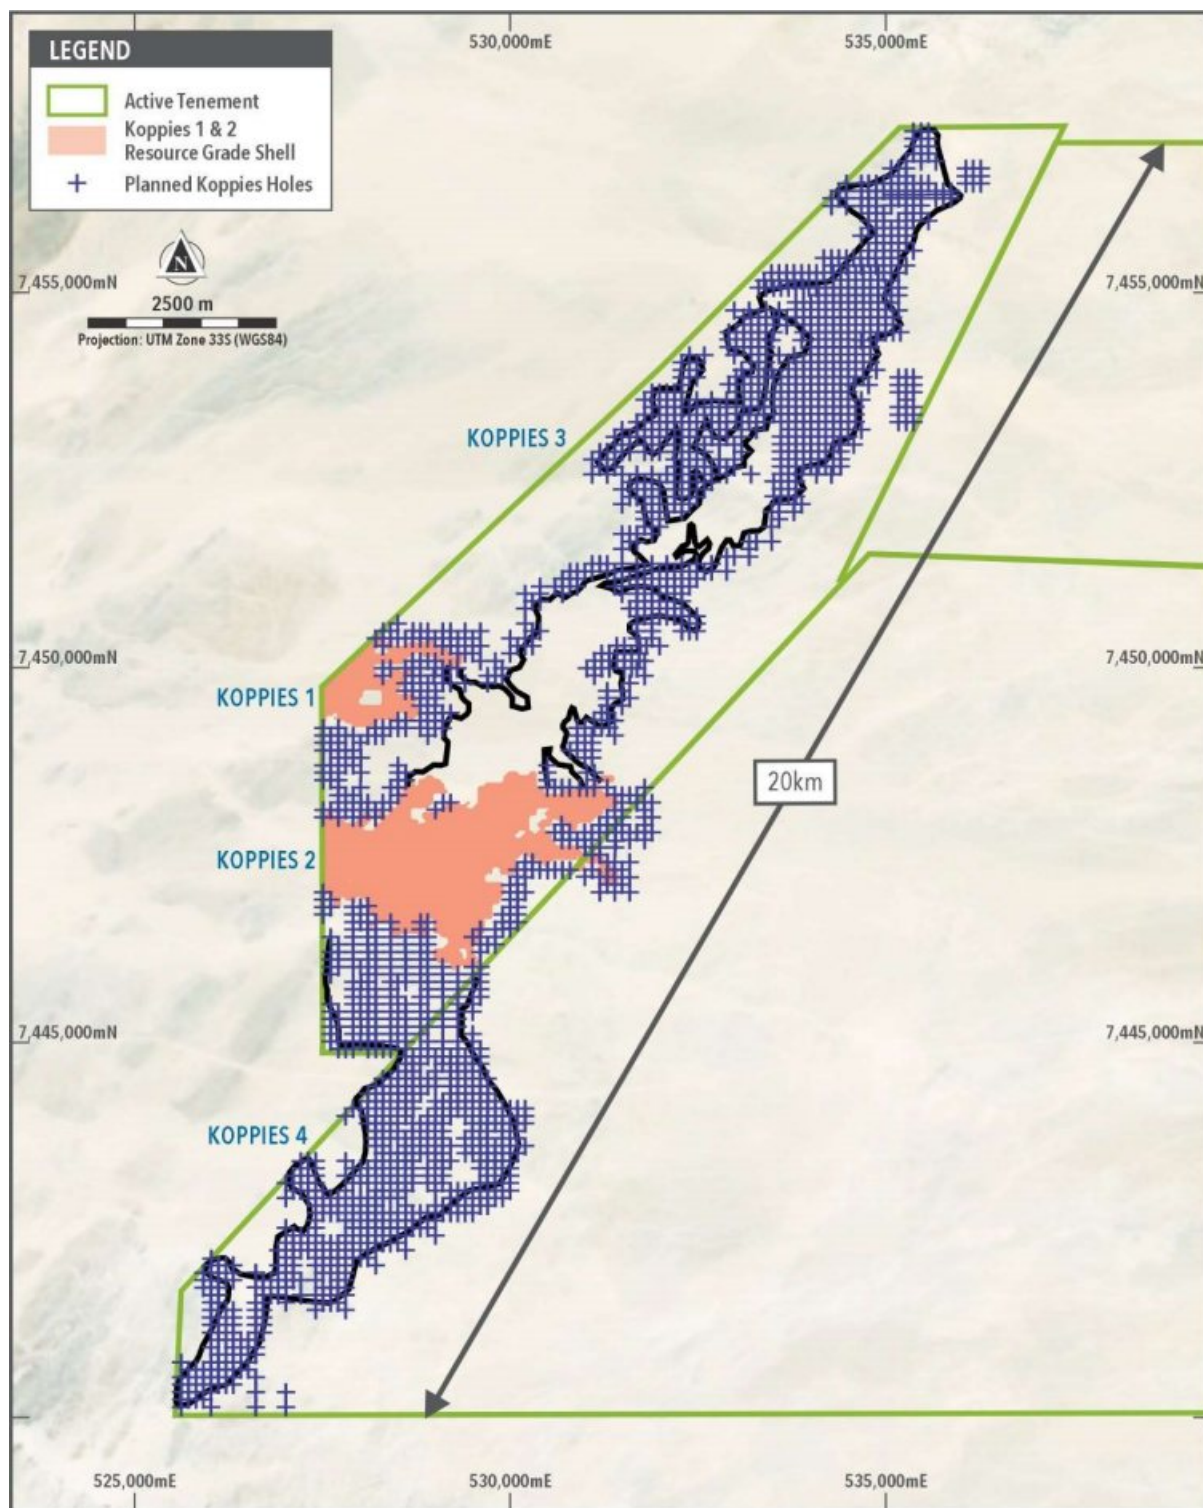 530,000mE
535,000mE
LEGEND
Active Tenement
Koppies 1 & 2
Resource Grade Shell
Planned Koppies Holes
N
7,455,000mN
7,455,000mN
2500 m
Projection: UTM Zone 33S (WGS84)
KOPPIES 3
7,450,000mN
7,450,000mN
KOPPIES 1
20km
KOPPIES 2
7,445,000mN
7,445,000mN
KOPPIES 4
525,000mE
530,000mE
535,000mE